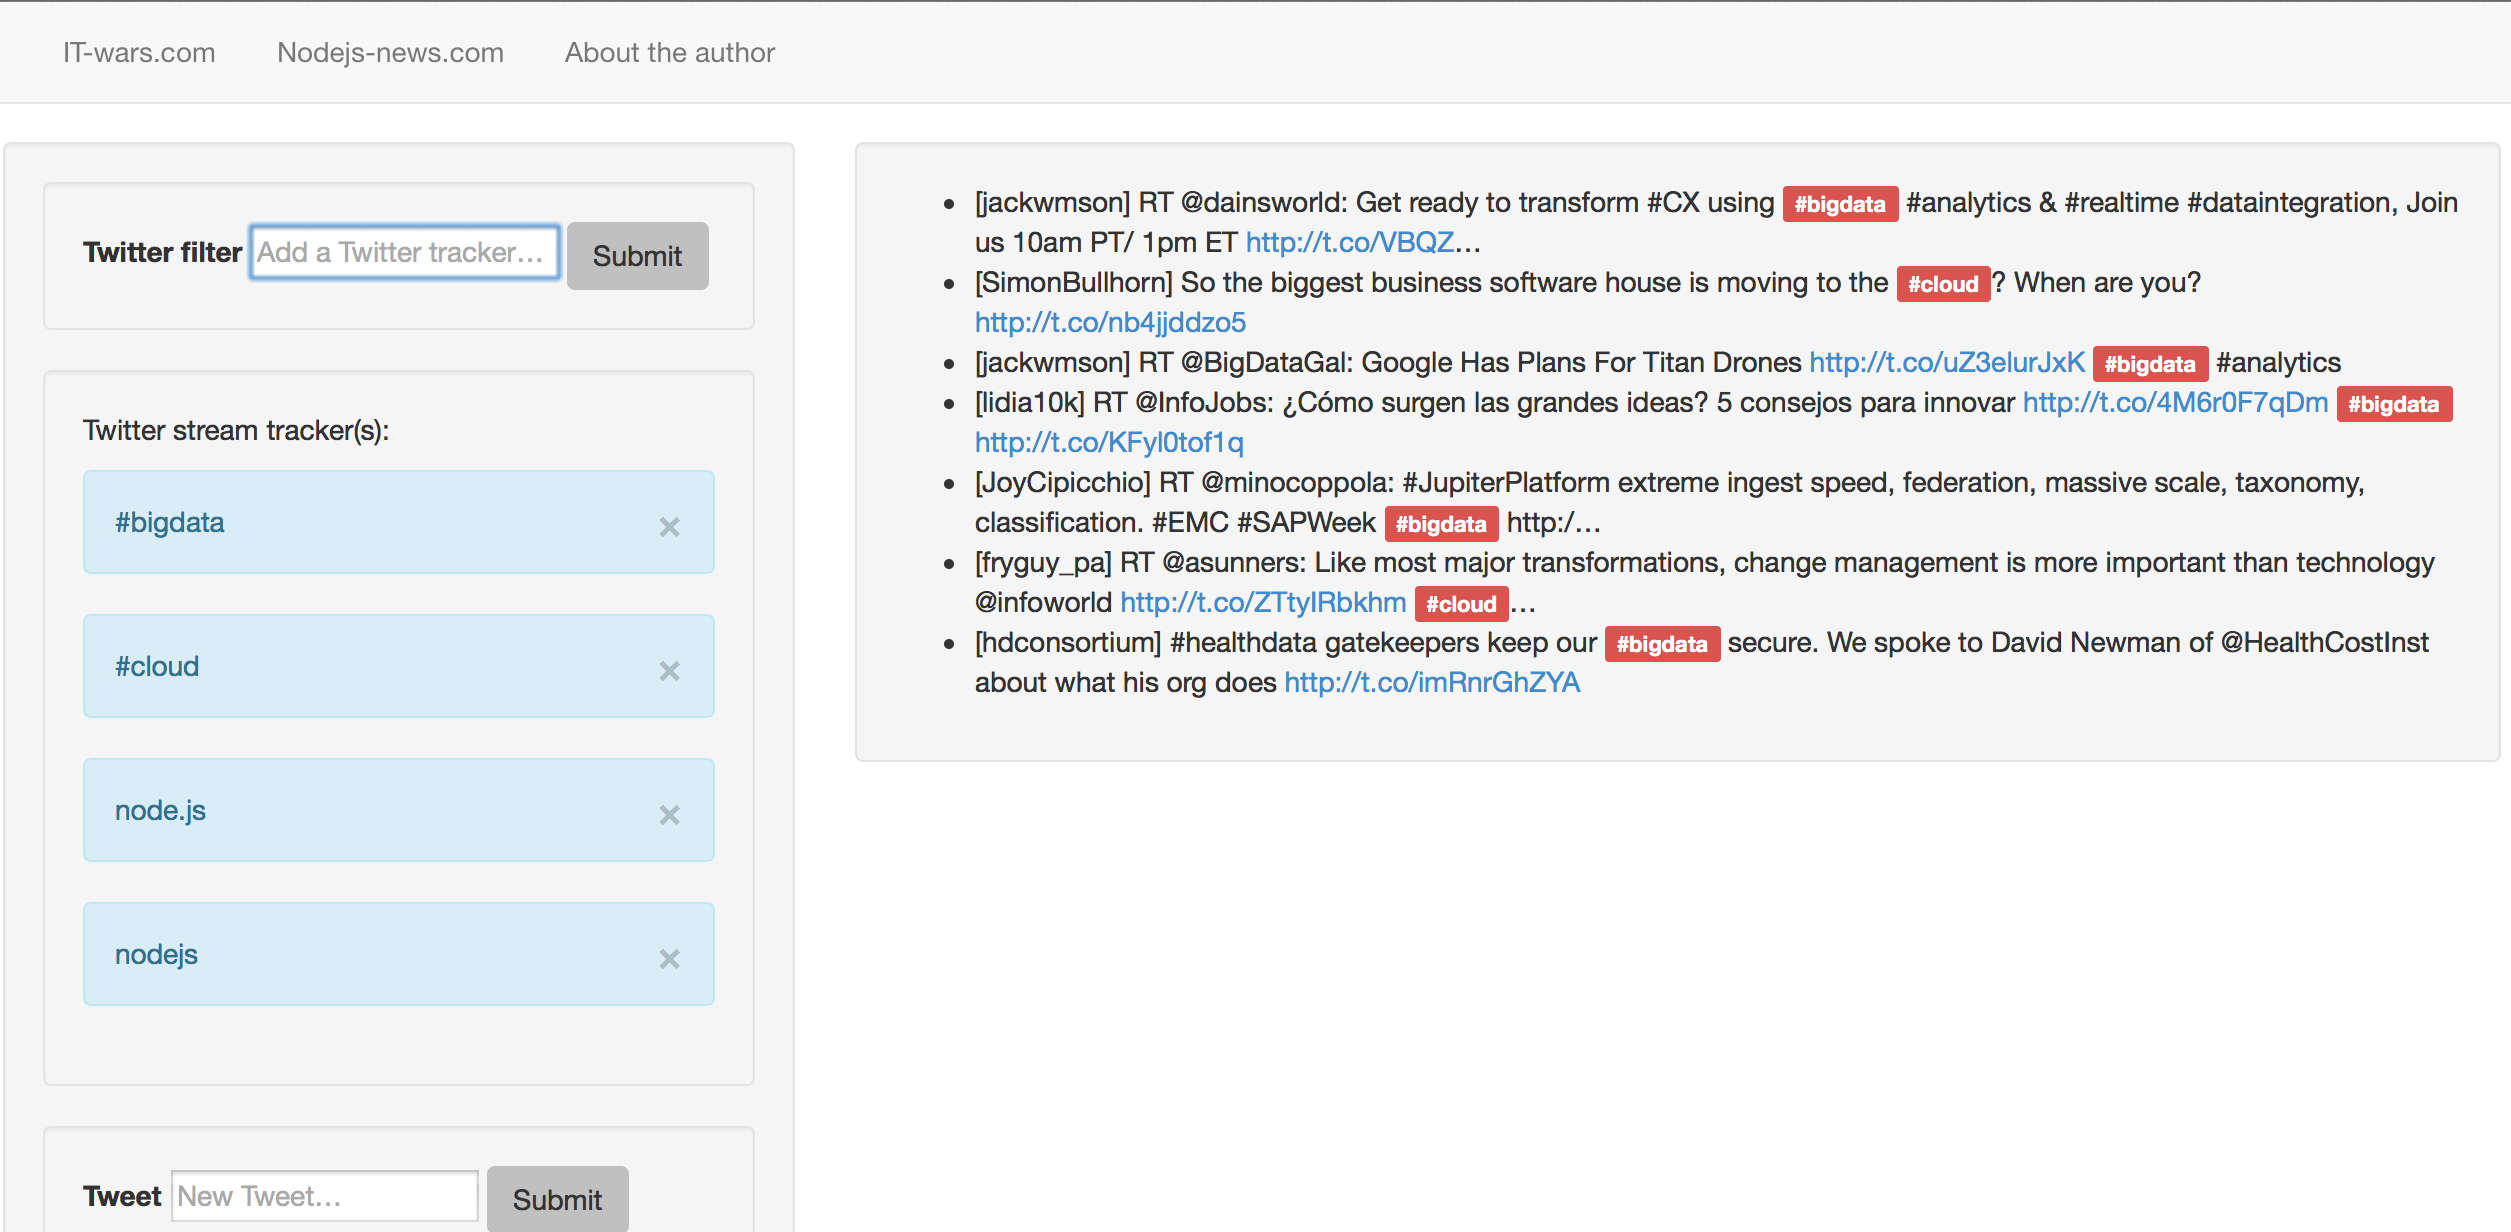 IT-wars.com Nodejs-news.com About the author
Twitter filter Add a Twitter tracker... Submit
Twitter stream tracker(s):
#bigdata ×
#cloud ×
node.js ×
nodejs ×
Tweet New Tweet... Submit
• [jackwmson] RT @dainsworld: Get ready to transform #CX using #bigdata #analytics & #realtime #dataintegration, Join
us 10am PT/ 1pm ET http://t.co/VBQZ…
• [SimonBullhorn] So the biggest business software house is moving to the #cloud? When are you?
http://t.co/nb4jjddzo5
• [jackwmson] RT @BigDataGal: Google Has Plans For Titan Drones http://t.co/uZ3elurJxK #bigdata #analytics
• [lidia10k] RT @InfoJobs: ¿Cómo surgen las grandes ideas? 5 consejos para innovar http://t.co/4M6r0F7qDm #bigdata
http://t.co/KFyl0tof1q
• [JoyCipicchio] RT @minocoppola: #JupiterPlatform extreme ingest speed, federation, massive scale, taxonomy,
classification. #EMC #SAPWeek #bigdata http:/…
• [fryguy_pa] RT @asunners: Like most major transformations, change management is more important than technology
@infoworld http://t.co/ZTtyIRbkhm #cloud…
• [hdconsortium] #healthdata gatekeepers keep our #bigdata secure. We spoke to David Newman of @HealthCostInst
about what his org does http://t.co/imRnrGhZYA